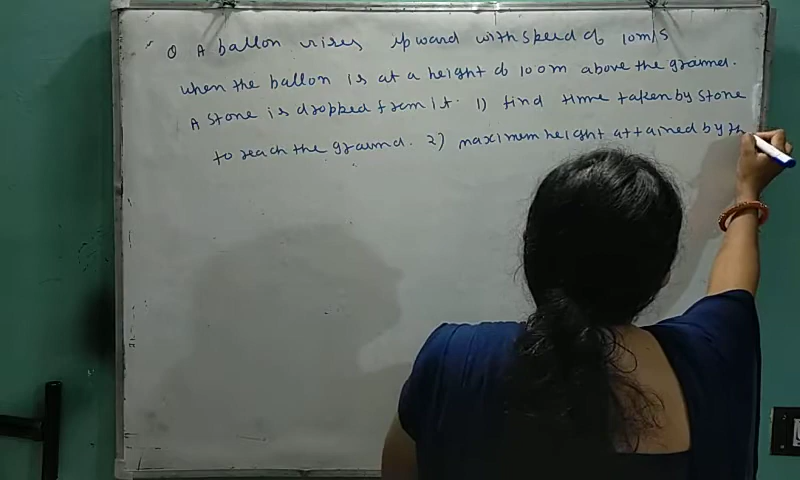 Q A ballon rises upward with speed of 10m/s
when the ballon is at a height of 100m above the ground.
A stone is dropped from it. 1) find time taken by stone
to reach the ground. 2) maximum height attained by th